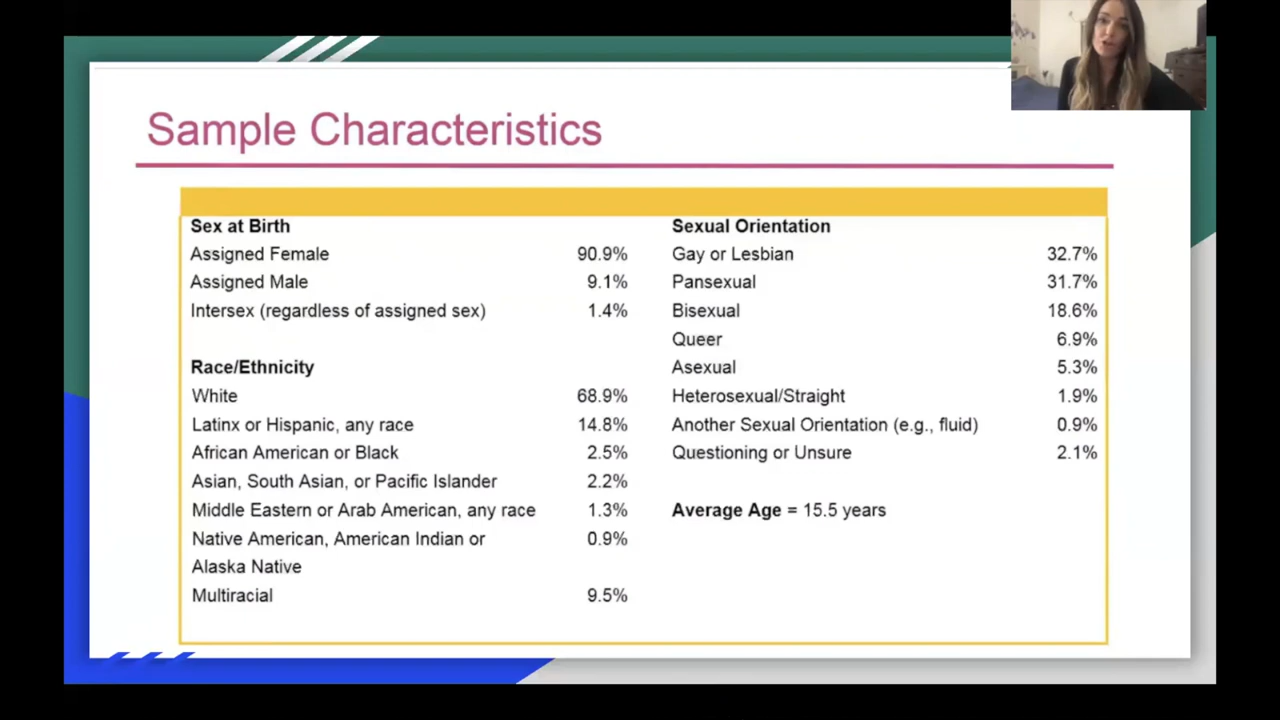 Sample Characteristics
Sex at Birth
Assigned Female 90.9%
Assigned Male 9.1%
Intersex (regardless of assigned sex) 1.4%
Race/Ethnicity
White 68.9%
Latinx or Hispanic, any race 14.8%
African American or Black 2.5%
Asian, South Asian, or Pacific Islander 2.2%
Middle Eastern or Arab American, any race 1.3%
Native American, American Indian or 0.9%
Alaska Native
Multiracial 9.5%
Sexual Orientation
Gay or Lesbian 32.7%
Pansexual 31.7%
Bisexual 18.6%
Queer 6.9%
Asexual 5.3%
Heterosexual/Straight 1.9%
Another Sexual Orientation (e.g., fluid) 0.9%
Questioning or Unsure 2.1%
Average Age = 15.5 years